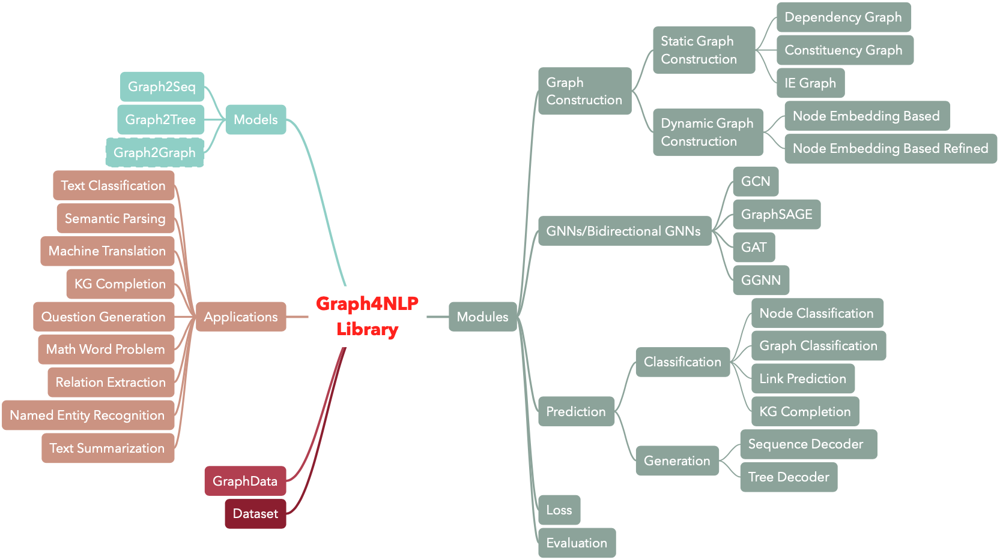 Graph4NLP
Library
Models
Graph2Seq
Graph2Tree
Graph2Graph
Applications
Text Classification
Semantic Parsing
Machine Translation
KG Completion
Question Generation
Math Word Problem
Relation Extraction
Named Entity Recognition
Text Summarization
GraphData
Dataset
Modules
Graph
Construction
Static Graph
Construction
Dependency Graph
Constituency Graph
IE Graph
Dynamic Graph
Construction
Node Embedding Based
Node Embedding Based Refined
GNNs/Bidirectional GNNs
GCN
GraphSAGE
GAT
GGNN
Prediction
Classification
Node Classification
Graph Classification
Link Prediction
KG Completion
Generation
Sequence Decoder
Tree Decoder
Loss
Evaluation